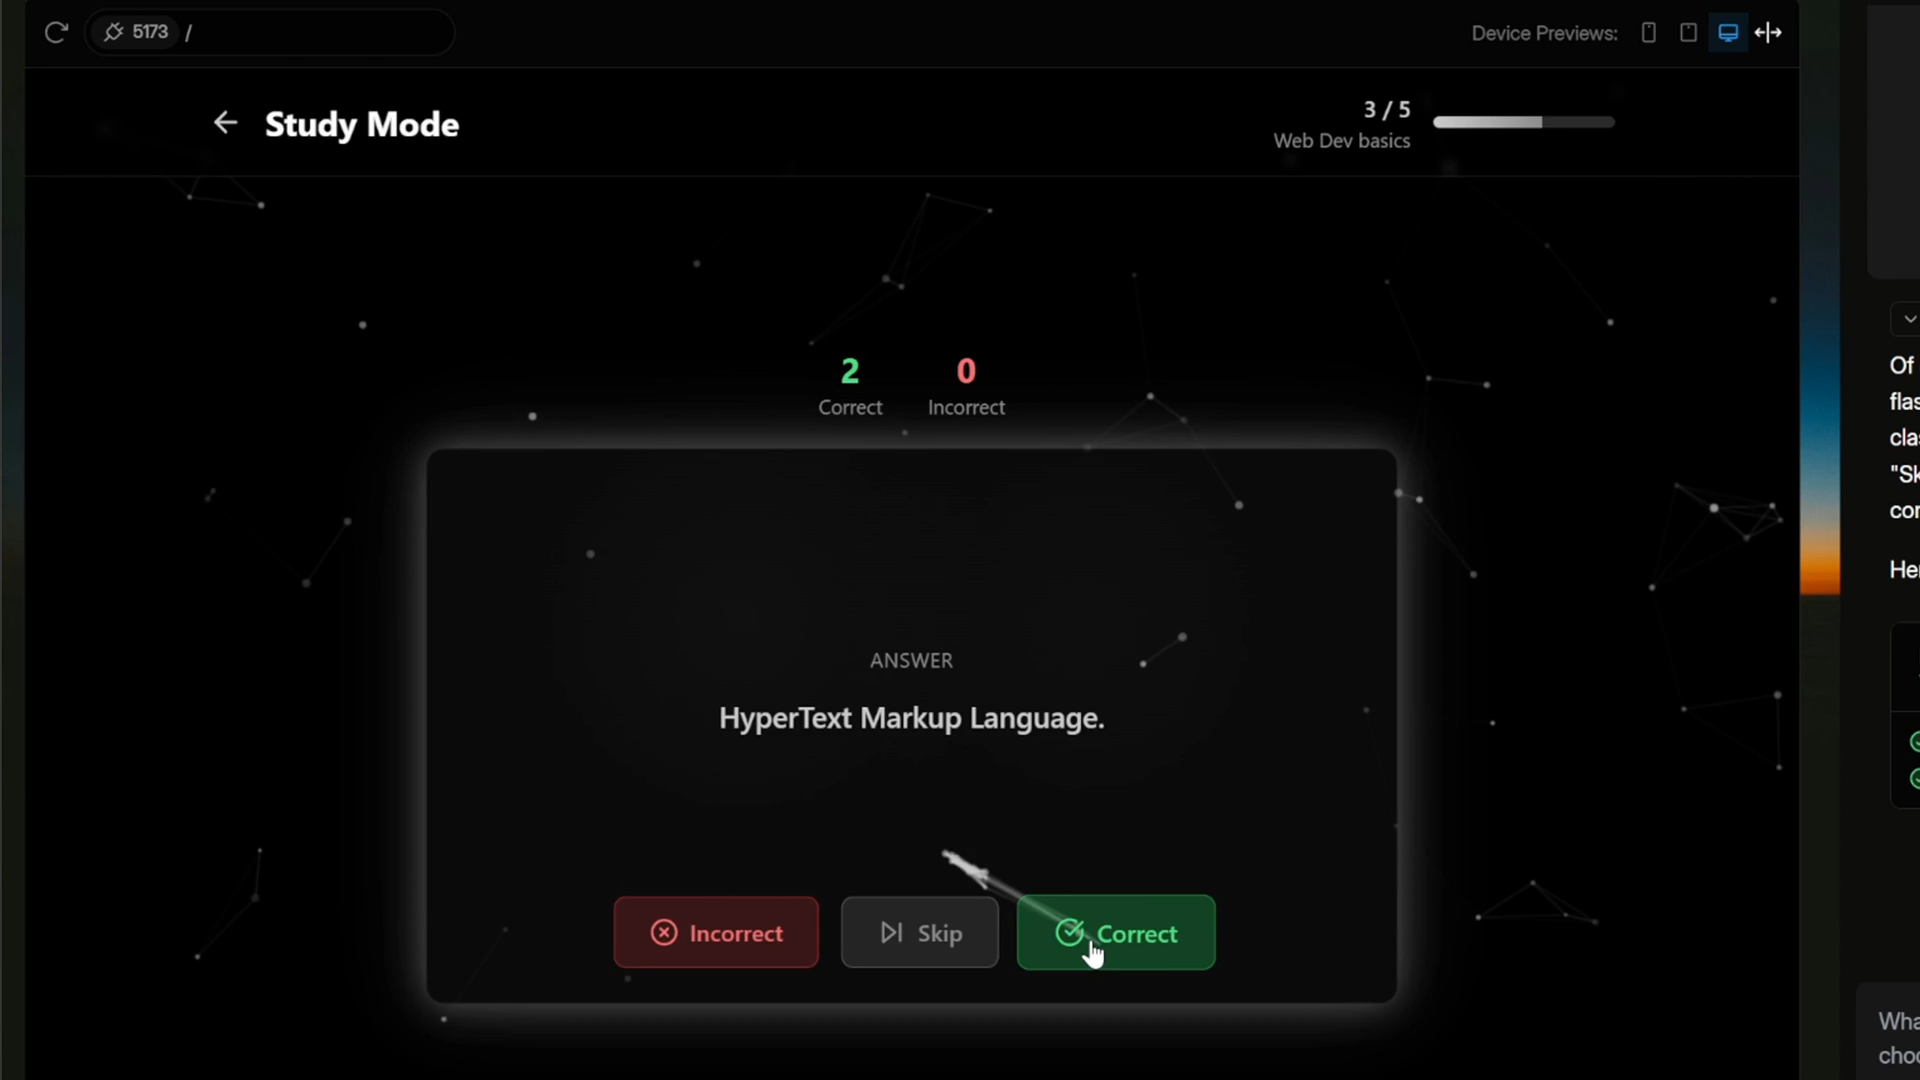 5173 /
Device Previews:
Study Mode
3 / 5
Web Dev basics
2
0
Correct
Incorrect
ANSWER
HyperText Markup Language.
Incorrect
Skip
Correct
Of
"Sk